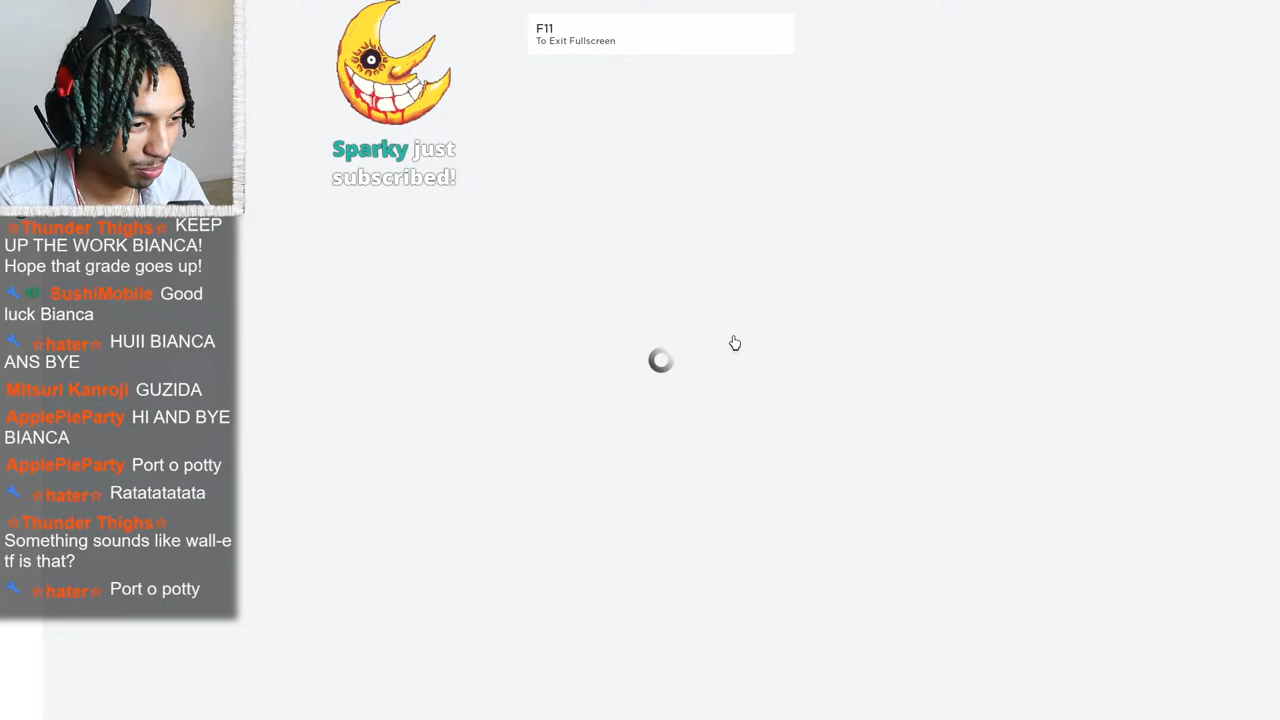 F11
To Exit Fullscreen
Sparky just
subscribed!
☆Thunder Thighs☆ KEEP
UP THE WORK BIANCA!
Hope that grade goes up!
SushiMobile Good
luck Bianca
☆hater☆ HUII BIANCA
ANS BYE
Mitsuri Kanroji GUZIDA
ApplePieParty HI AND BYE
BIANCA
ApplePieParty Port o potty
☆hater☆ Ratatatatata
☆Thunder Thighs☆
Something sounds like wall-e
tf is that?
☆hater☆ Port o potty